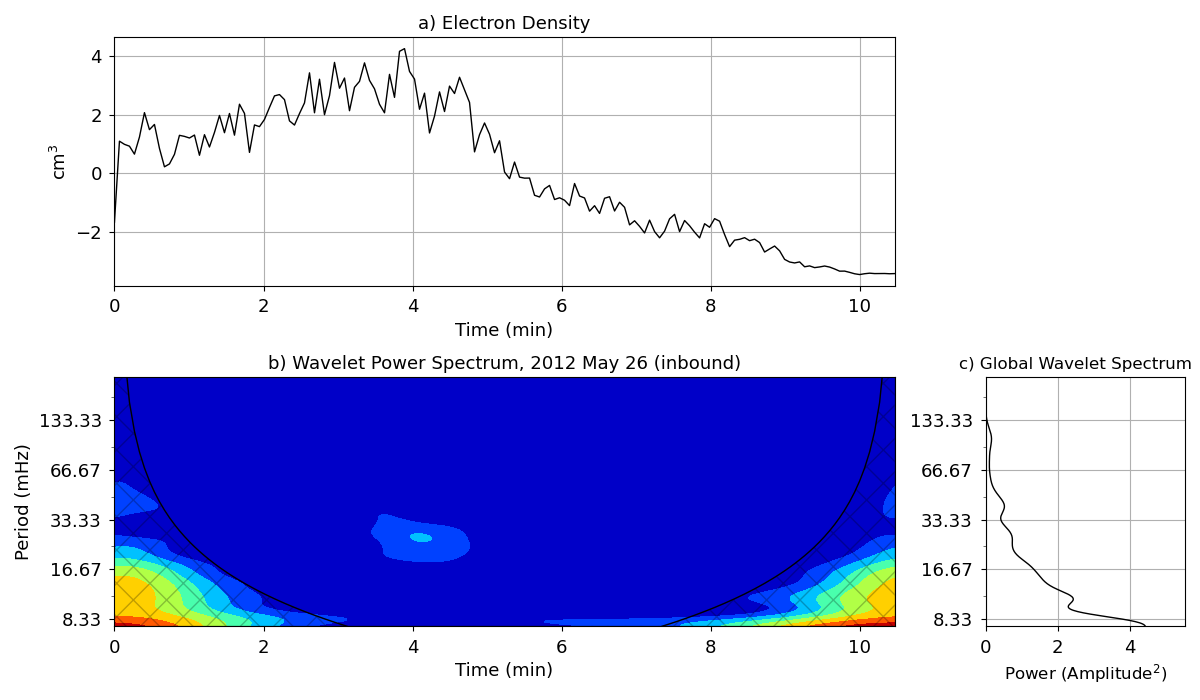 a) Electron Density
4
2
0
−2
cm³
0 2 4 6 8 10
Time (min)
b) Wavelet Power Spectrum, 2012 May 26 (inbound)
133.33
66.67
33.33
16.67
8.33
Period (mHz)
0 2 4 6 8 10
Time (min)
c) Global Wavelet Spectrum
133.33
66.67
33.33
16.67
8.33
0 2 4
Power (Amplitude²)